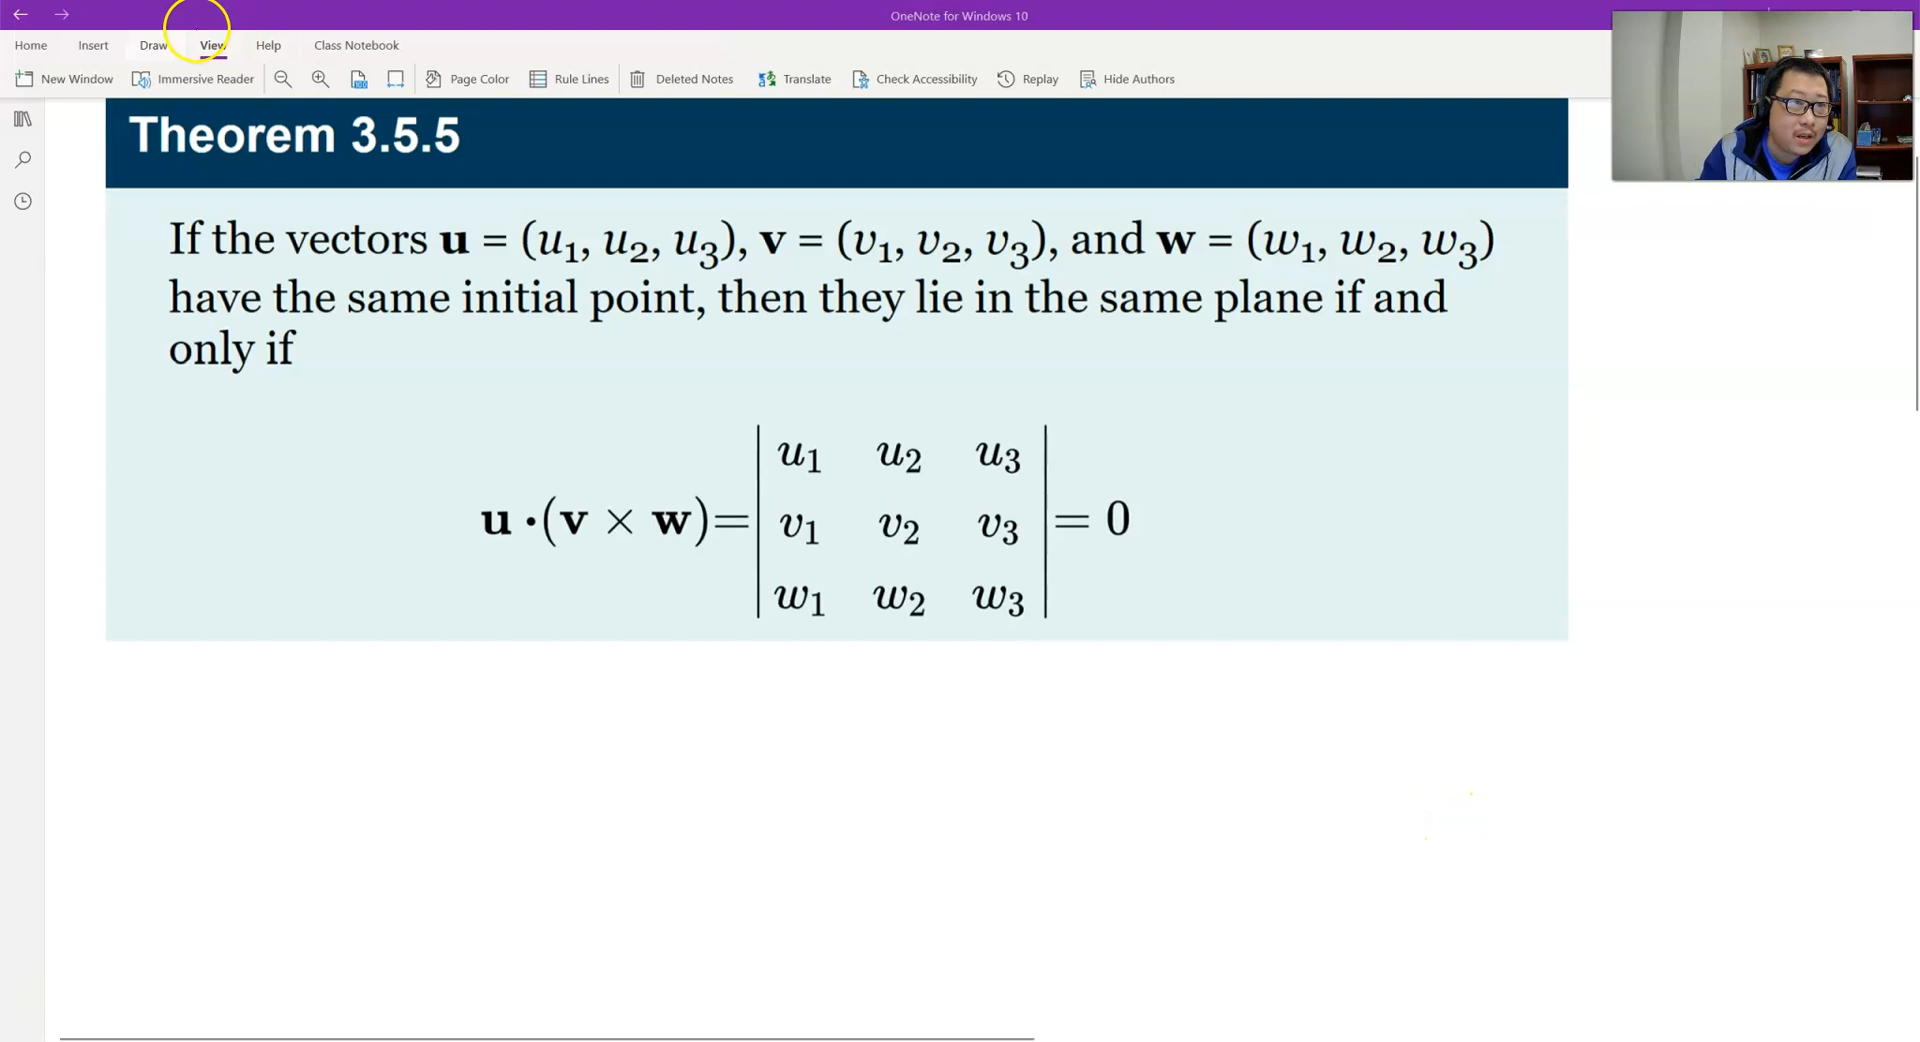 OneNote for Windows 10
Home Insert Draw View Help Class Notebook
New Window Immersive Reader 100 Page Color Rule Lines Deleted Notes Translate Check Accessibility Replay Hide Authors
Theorem 3.5.5
If the vectors u = (u₁, u₂, u₃), v = (v₁, v₂, v₃), and w = (w₁, w₂, w₃)
have the same initial point, then they lie in the same plane if and
only if
u₁ u₂ u₃
u · (v × w) = | v₁ v₂ v₃ | = 0
w₁ w₂ w₃